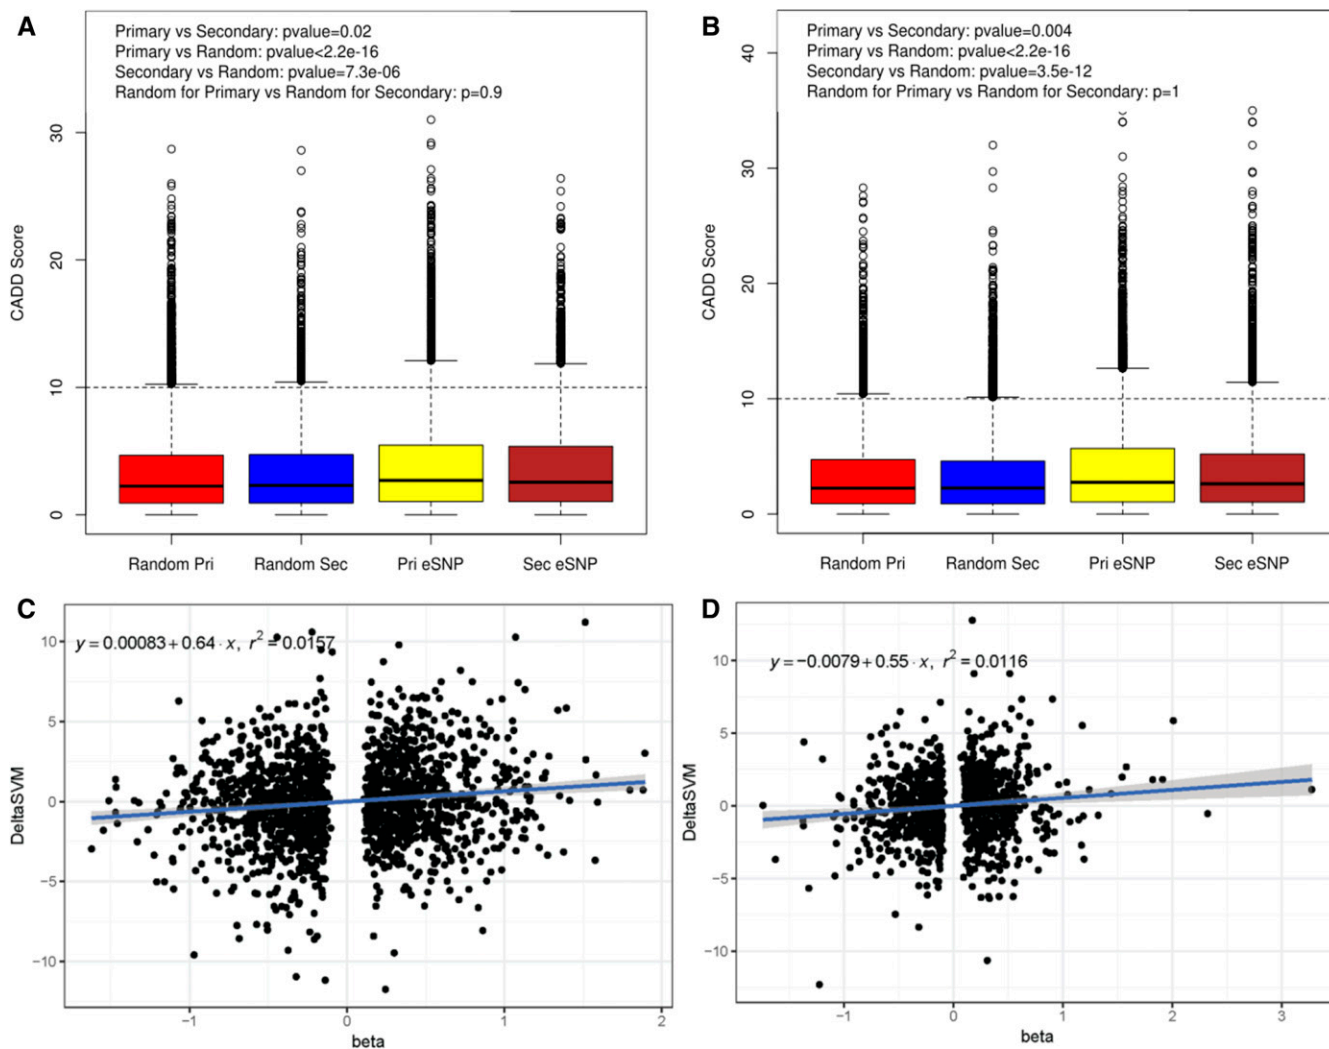 A
Primary vs Secondary: pvalue=0.02
Primary vs Random: pvalue<2.2e-16
Secondary vs Random: pvalue=7.3e-06
Random for Primary vs Random for Secondary: p=0.9
CADD Score
30
20
10
0
Random Pri
Random Sec
Pri eSNP
Sec eSNP
B
Primary vs Secondary: pvalue=0.004
Primary vs Random: pvalue<2.2e-16
Secondary vs Random: pvalue=3.5e-12
Random for Primary vs Random for Secondary: p=1
CADD Score
40
30
20
10
0
Random Pri
Random Sec
Pri eSNP
Sec eSNP
C
y = 0.00083 + 0.64 · x, r² = 0.0157
DeltaSVM
10
5
0
−5
−10
−1
0
1
2
beta
D
y = −0.0079 + 0.55 · x, r² = 0.0116
DeltaSVM
10
5
0
−5
−10
−1
0
1
2
3
beta